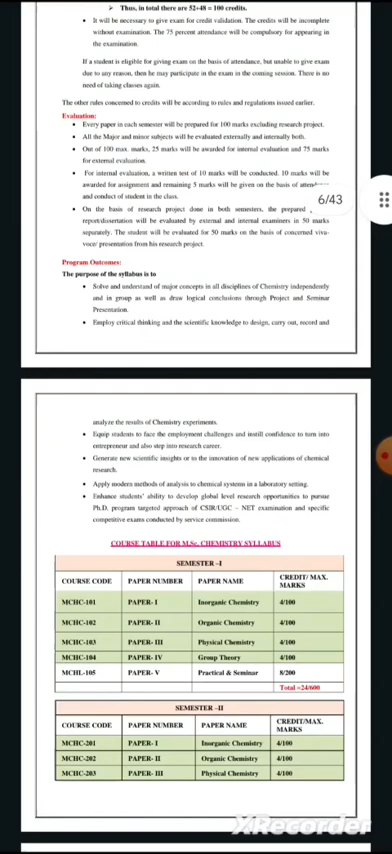 ➢ Thus, in total there are 52+48 = 100 credits.
• It will be necessary to give exam for credit validation. The credits will be incomplete
without examination. The 75 percent attendance will be compulsory for appearing in
the examination.
If a student is eligible for giving exam on the basis of attendance, but unable to give exam
due to any reason, then he may participate in the exam in the coming session. There is no
need of taking classes again.
The other rules concerned to credits will be according to rules and regulations issued earlier.
Evaluation:
• Every paper in each semester will be prepared for 100 marks excluding research project.
• All the Major and minor subjects will be evaluated externally and internally both.
• Out of 100 max. marks, 25 marks will be awarded for internal evaluation and 75 marks
for external evaluation.
• For internal evaluation, a written test of 10 marks will be conducted. 10 marks will be
awarded for assignment and remaining 5 marks will be given on the basis of
and conduct of student in the class.
6/43
• On the basis of research project done in both semesters, the prepared
report/dissertation will be evaluated by external and internal examiners in 50 marks
separately. The student will be evaluated for 50 marks on the basis of concerned viva-
voce/ presentation from his research project.
Program Outcomes:
The purpose of the syllabus is to
• Solve and understand of major concepts in all disciplines of Chemistry independently
and in group as well as draw logical conclusions through Project and Seminar
Presentation.
• Employ critical thinking and the scientific knowledge to design, carry out, record and
analyze the results of Chemistry experiments.
• Equip students to face the employment challenges and instill confidence to turn into
entrepreneur and also step into research career.
• Generate new scientific insights or to the innovation of new applications of chemical
research.
• Apply modern methods of analysis to chemical systems in a laboratory setting.
• Enhance students' ability to develop global level research opportunities to pursue
Ph.D. program targeted approach of CSIR/UGC – NET examination and specific
competitive exams conducted by service commission.
COURSE TABLE FOR M.Sc. CHEMISTRY SYLLABUS
SEMESTER –I
COURSE CODE PAPER NUMBER PAPER NAME CREDIT/ MAX. MARKS
MCHC-101 PAPER- I Inorganic Chemistry 4/100
MCHC-102 PAPER- II Organic Chemistry 4/100
MCHC-103 PAPER- III Physical Chemistry 4/100
MCHC-104 PAPER- IV Group Theory 4/100
MCHL-105 PAPER- V Practical & Seminar 8/200
Total =24/600
SEMESTER –II
COURSE CODE PAPER NUMBER PAPER NAME CREDIT/MAX. MARKS
MCHC-201 PAPER- I Inorganic Chemistry 4/100
MCHC-202 PAPER- II Organic Chemistry 4/100
MCHC-203 PAPER- III Physical Chemistry 4/100
XRecorder